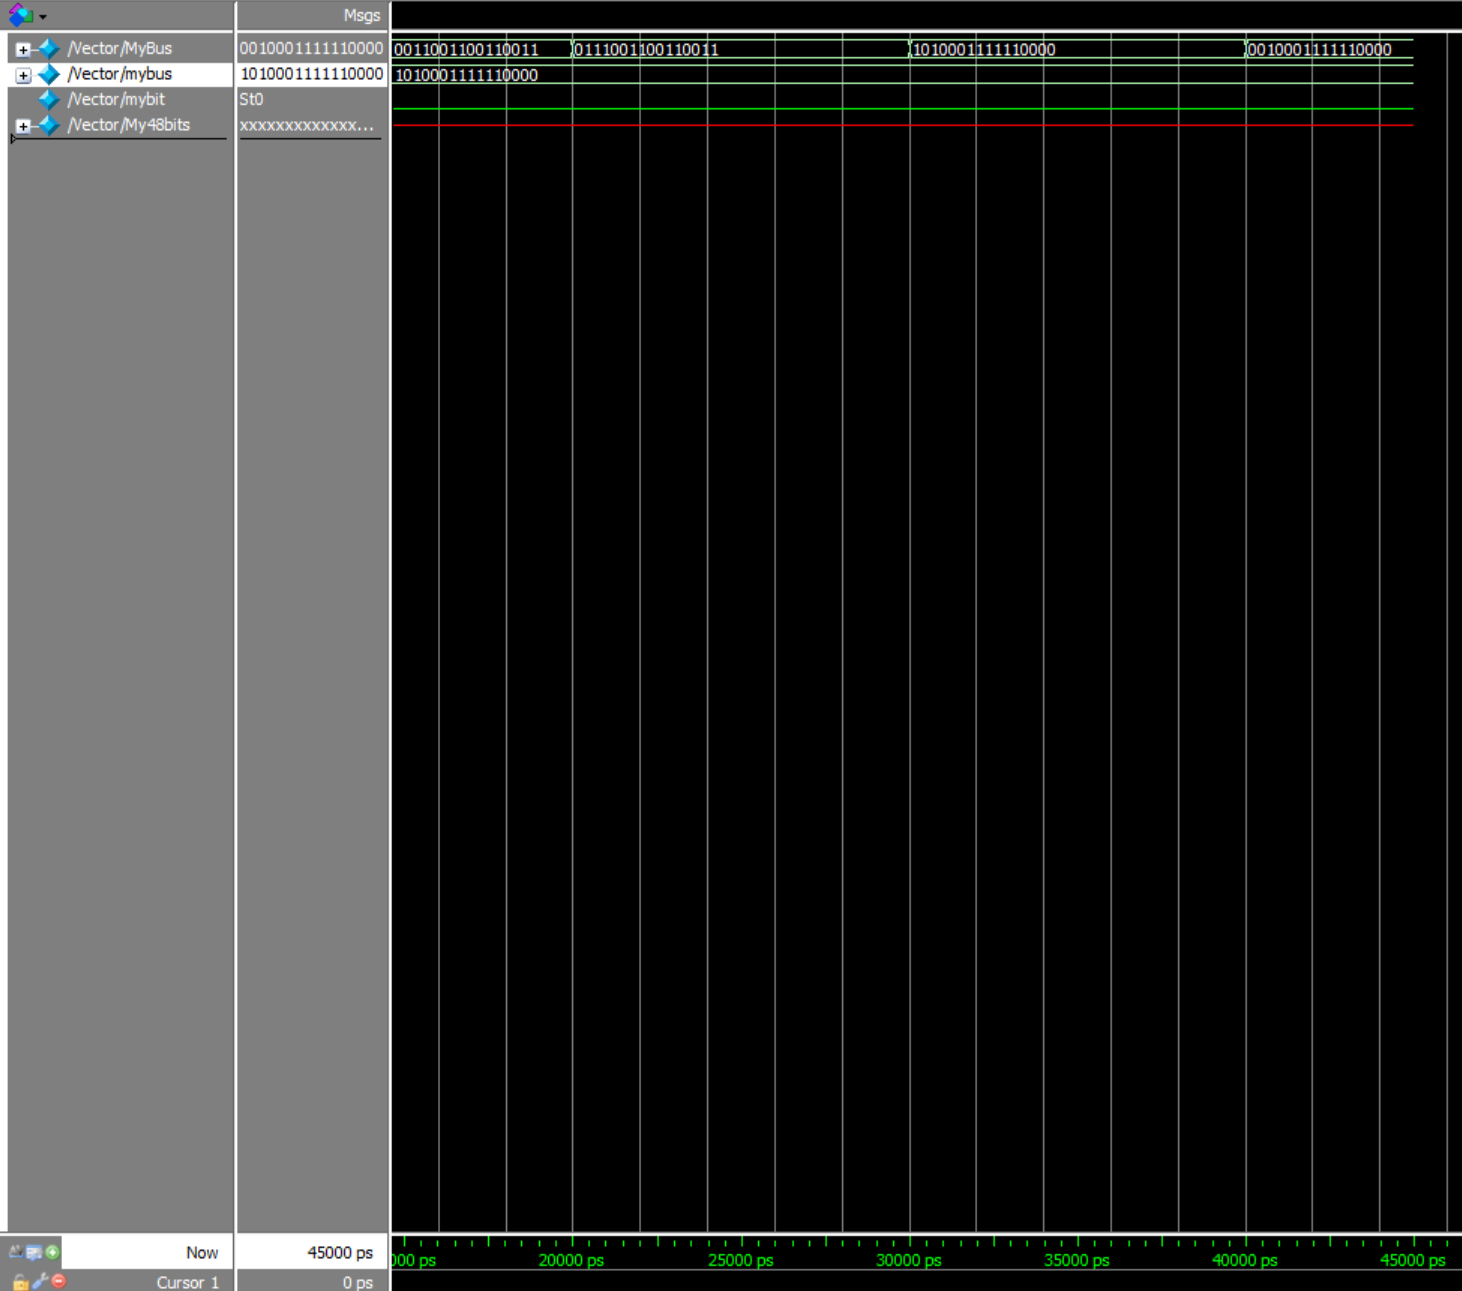 Msgs
/Vector/MyBus 0010001111110000 0011001100110011 0111001100110011 1010001111110000 0010001111110000
/Vector/mybus 1010001111110000 1010001111110000
/Vector/mybit St0
/Vector/My48bits xxxxxxxxxxxxx...
Now 45000 ps 000 ps 20000 ps 25000 ps 30000 ps 35000 ps 40000 ps 45000 ps
Cursor 1 0 ps